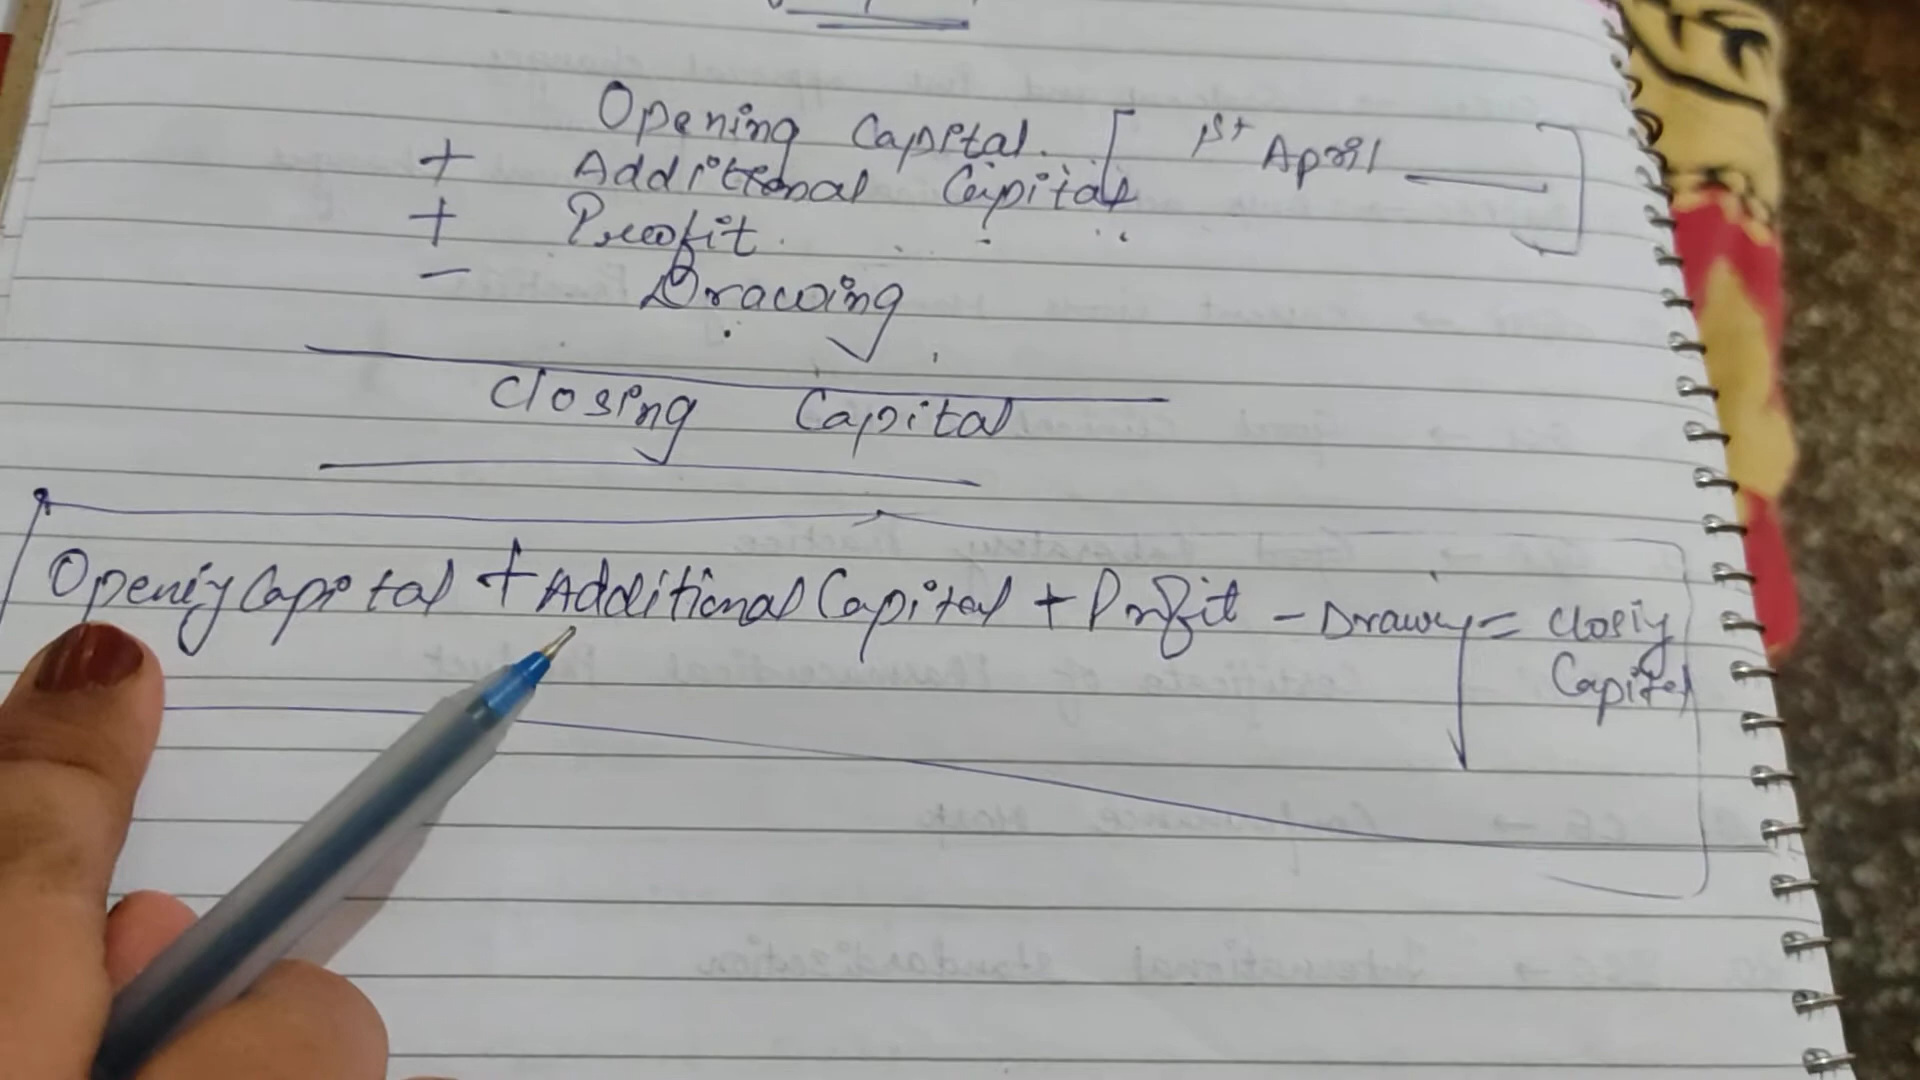 Opening Capital. [ 1st April — ]
+ Additional Capital
+ Profit
- Drawing
Closing Capital
Opening Capital + Additional Capital + Profit - Drawing = Closing
Capital